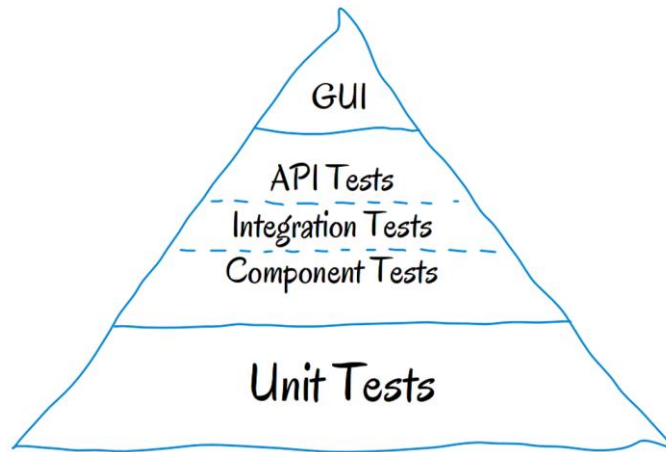 GUI
API Tests
Integration Tests
Component Tests
Unit Tests